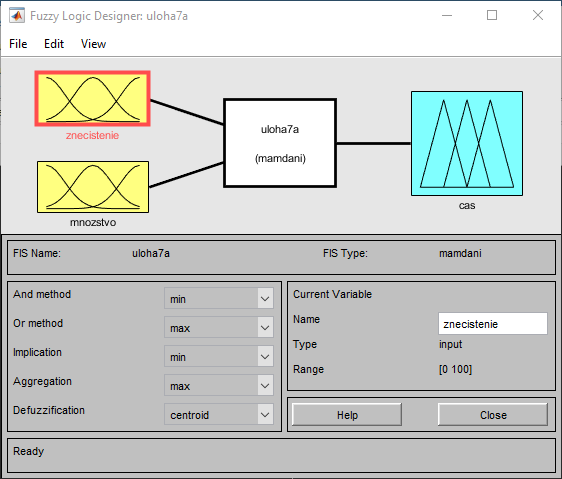 Fuzzy Logic Designer: uloha7a
File Edit View
znecistenie
mnozstvo
uloha7a
(mamdani)
cas
FIS Name: uloha7a FIS Type: mamdani
And method min
Or method max
Implication min
Aggregation max
Defuzzification centroid
Current Variable
Name znecistenie
Type input
Range [0 100]
Help Close
Ready